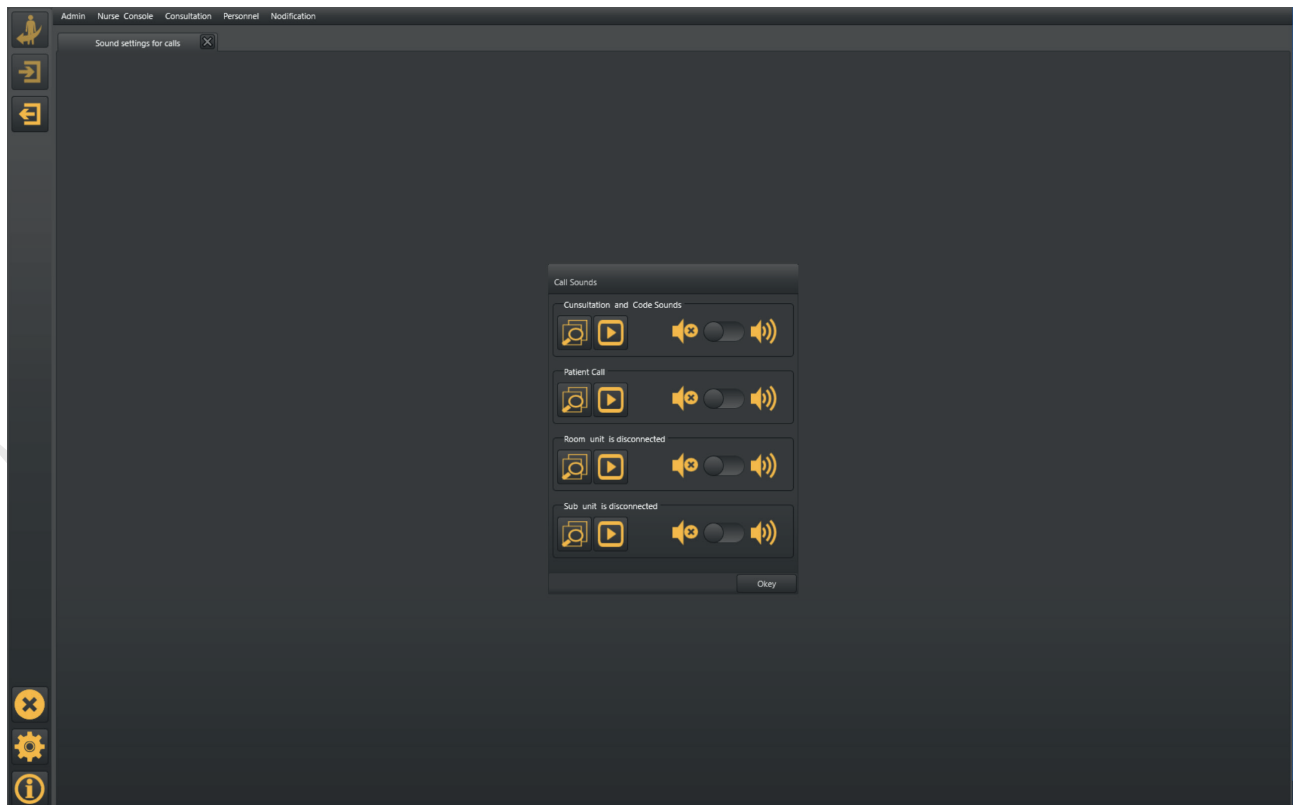 Admin Nurse Console Consultation Personnel Nodification
Sound settings for calls
Call Sounds
Cunsultation and Code Sounds
Patient Call
Room unit is disconnected
Sub unit is disconnected
Okey